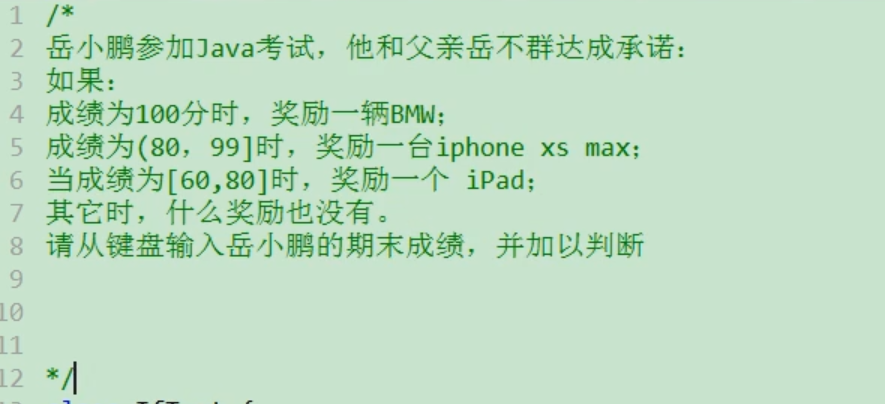 1 /*
2 岳小鹏参加Java考试，他和父亲岳不群达成承诺：
3 如果：
4 成绩为100分时，奖励一辆BMW；
5 成绩为(80，99]时，奖励一台iphone xs max；
6 当成绩为[60,80]时，奖励一个 iPad；
7 其它时，什么奖励也没有。
8 请从键盘输入岳小鹏的期末成绩，并加以判断
9
10
11
12 */